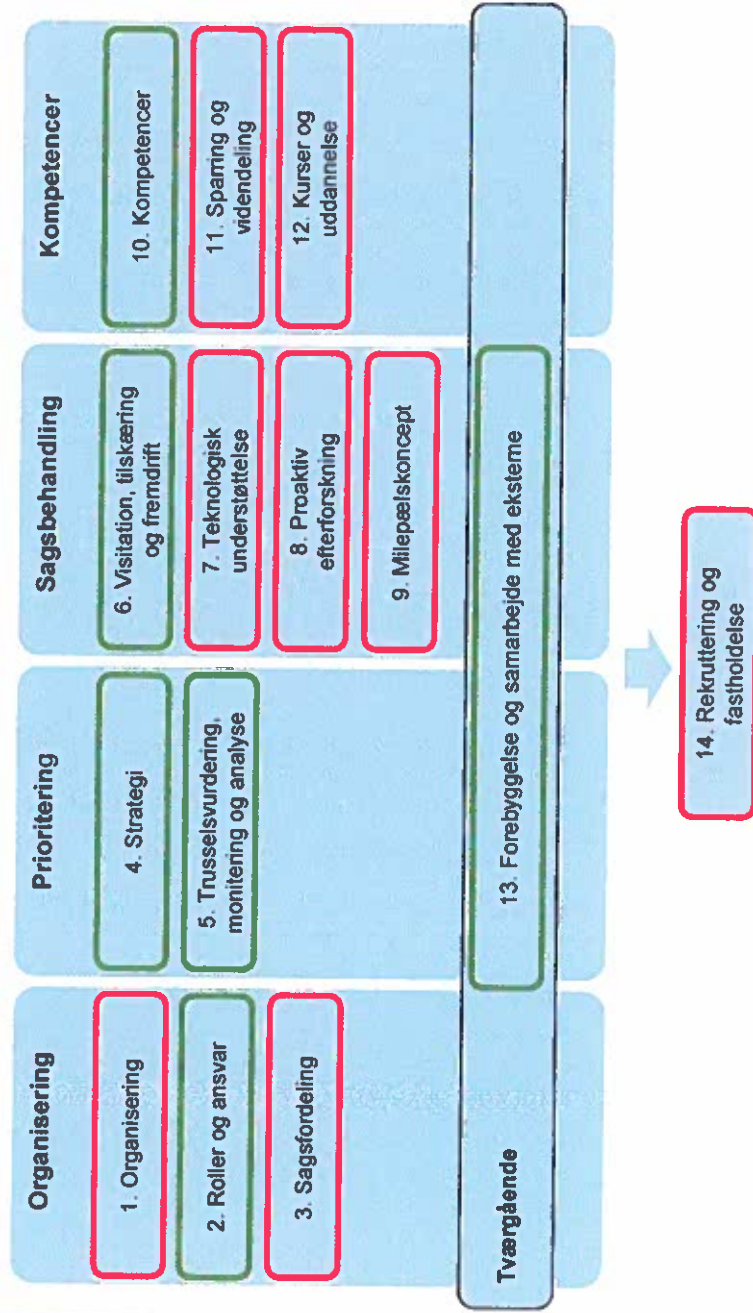 Organisering
1. Organisering
2. Roller og ansvar
3. Sagsfordeling
Prioritering
4. Strategi
5. Trusselsvurdering,
monitering og analyse
Sagsbehandling
6. Visitation, tilskæring
og fremdrift
7. Teknologisk
understøttelse
8. Proaktiv
efterforskning
9. Milepælskoncept
Kompetencer
10. Kompetencer
11. Sparring og
videndeling
12. Kurser og
uddannelse
Tværgående
13. Forebyggelse og samarbejde med eksterne
14. Rekruttering og
fastholdelse